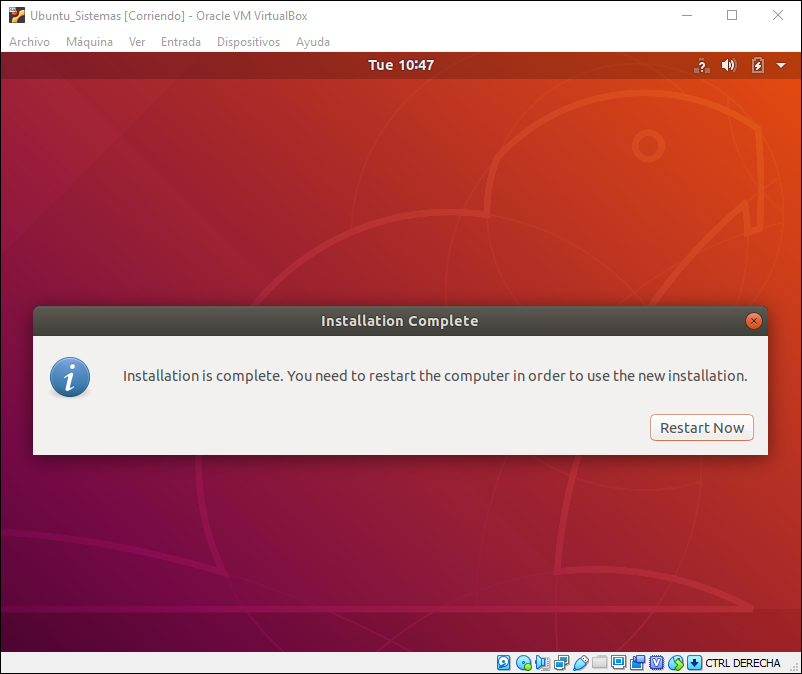 Ubuntu_Sistemas [Corriendo] - Oracle VM VirtualBox
Archivo Máquina Ver Entrada Dispositivos Ayuda
Tue 10:47
Installation Complete
Installation is complete. You need to restart the computer in order to use the new installation.
Restart Now
CTRL DERECHA